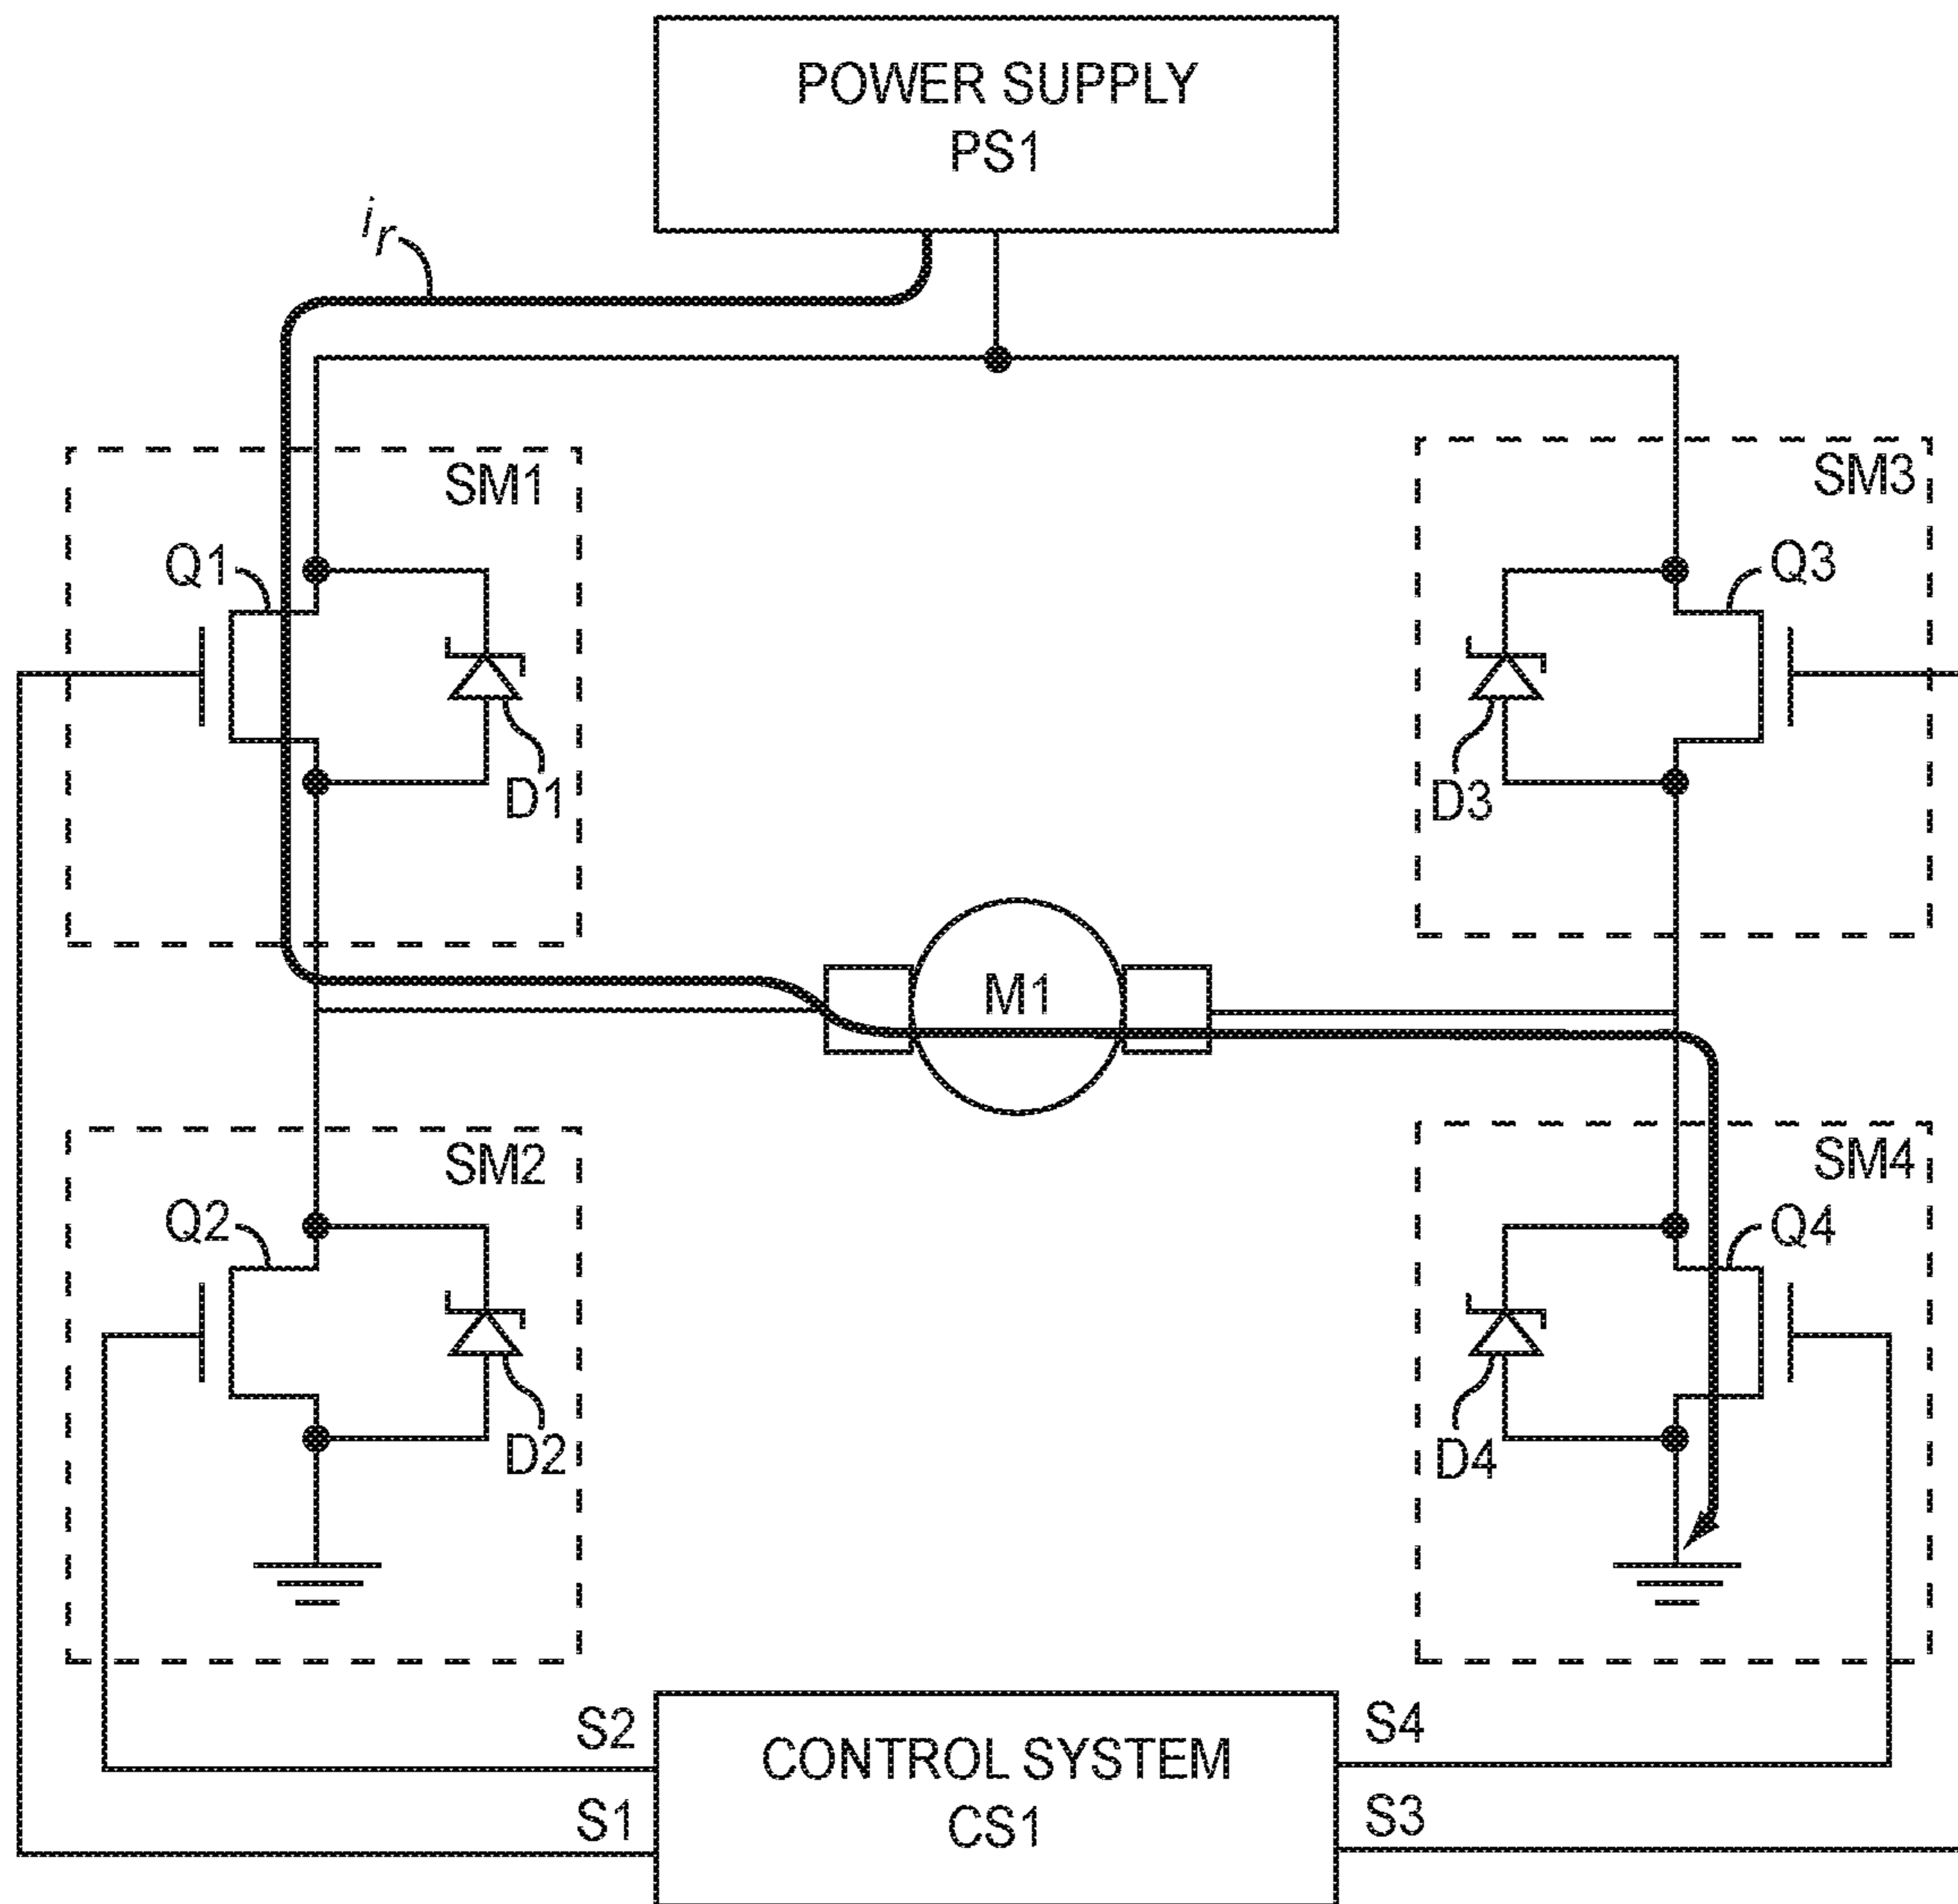 POWER SUPPLY
PS1
ir
SM1
SM3
Q1
Q3
D1
D3
M1
SM2
SM4
Q2
Q4
D2
D4
S2
S4
CONTROL SYSTEM
CS1
S1
S3